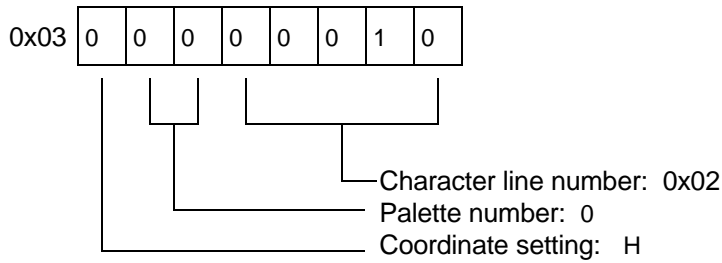 0x03 0 0 0 0 0 0 1 0
Character line number: 0x02
Palette number: 0
Coordinate setting: H